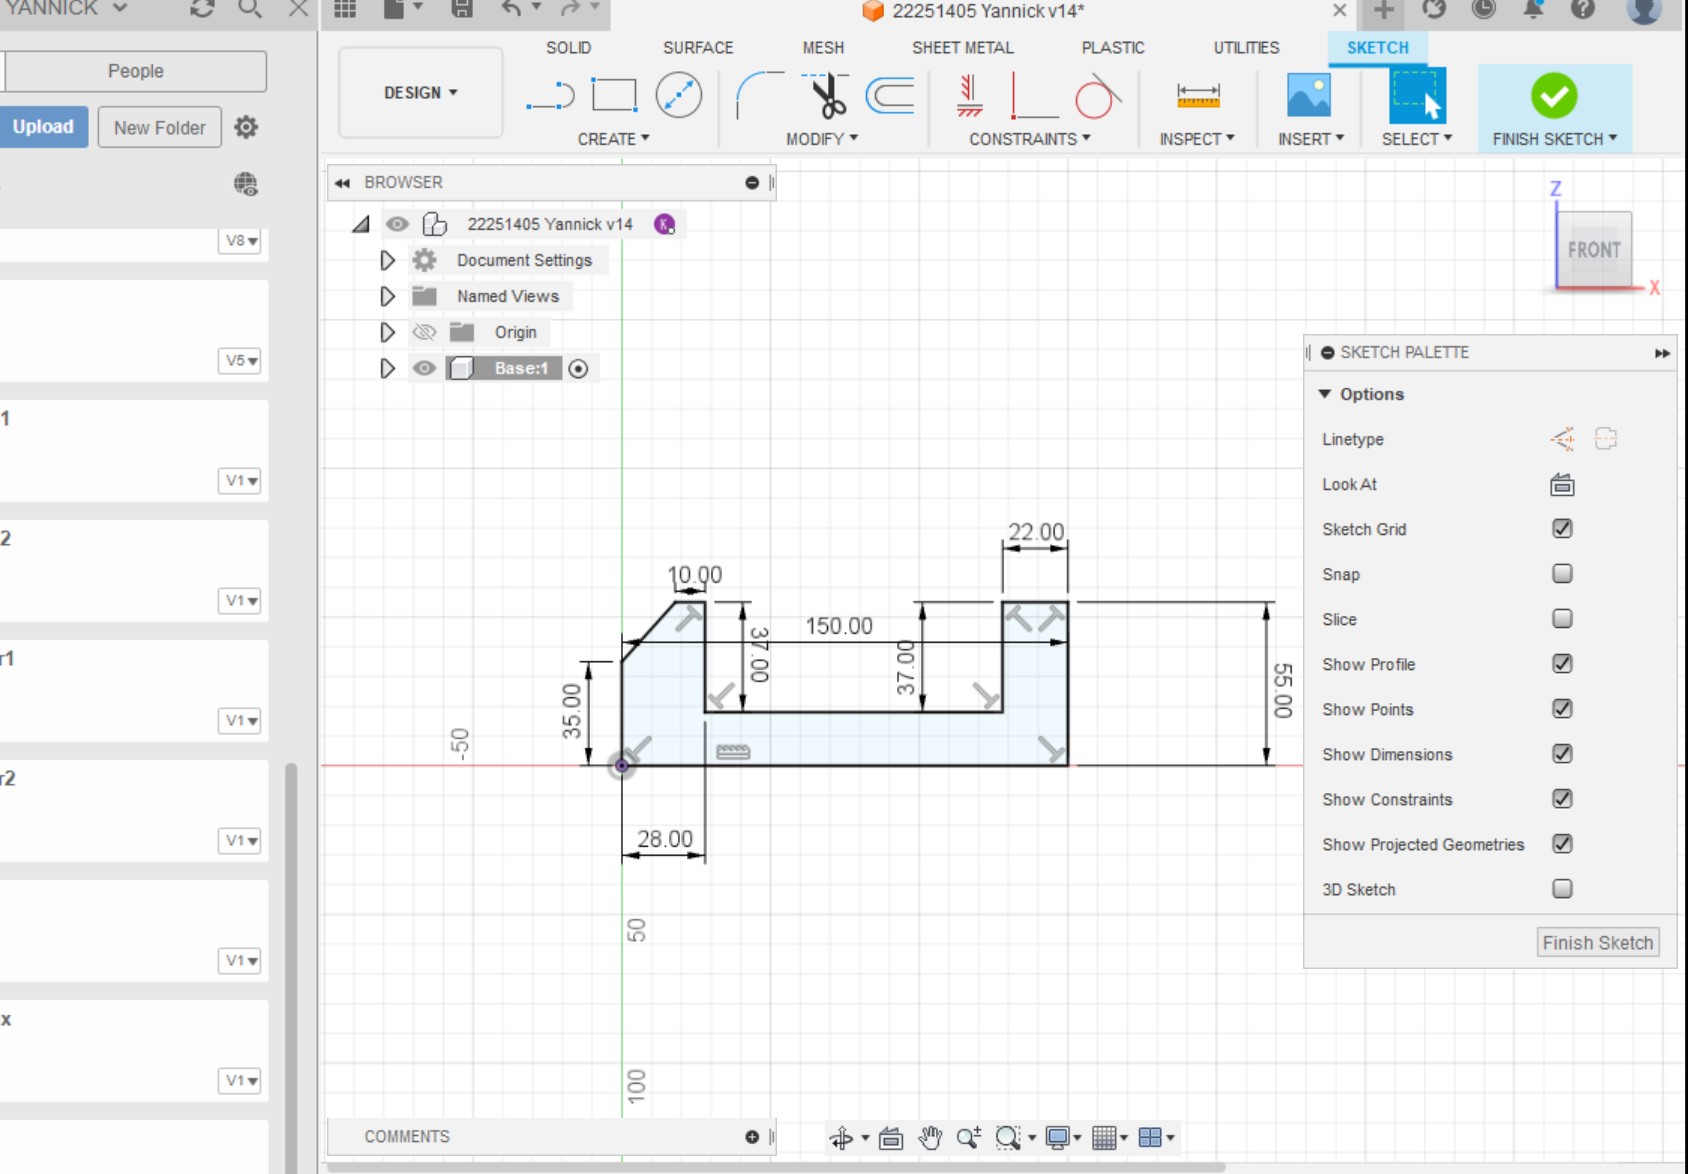 YANNICK
22251405 Yannick v14*
SOLID SURFACE MESH SHEET METAL PLASTIC UTILITIES SKETCH
People
DESIGN
Upload New Folder
CREATE MODIFY CONSTRAINTS INSPECT INSERT SELECT FINISH SKETCH
BROWSER
22251405 Yannick v14
K
Document Settings
Named Views
Origin
Base:1
V8
V5
1
V1
2
V1
r1
V1
r2
V1
V1
x
V1
Z
FRONT
X
SKETCH PALETTE
Options
Linetype
Look At
Sketch Grid
Snap
Slice
Show Profile
Show Points
Show Dimensions
Show Constraints
Show Projected Geometries
3D Sketch
Finish Sketch
22.00
10.00
150.00
37.00
37.00
35.00
55.00
-50
28.00
50
100
COMMENTS